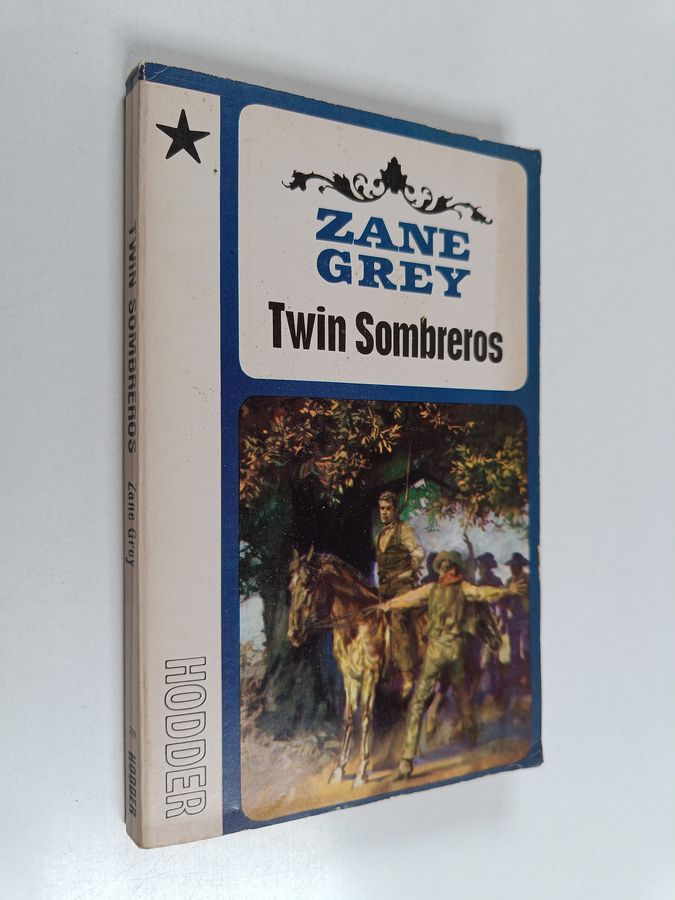 ZANE
GREY
Twin Sombreros
HODDER
TWIN SOMBREROS Zane Grey HODDER